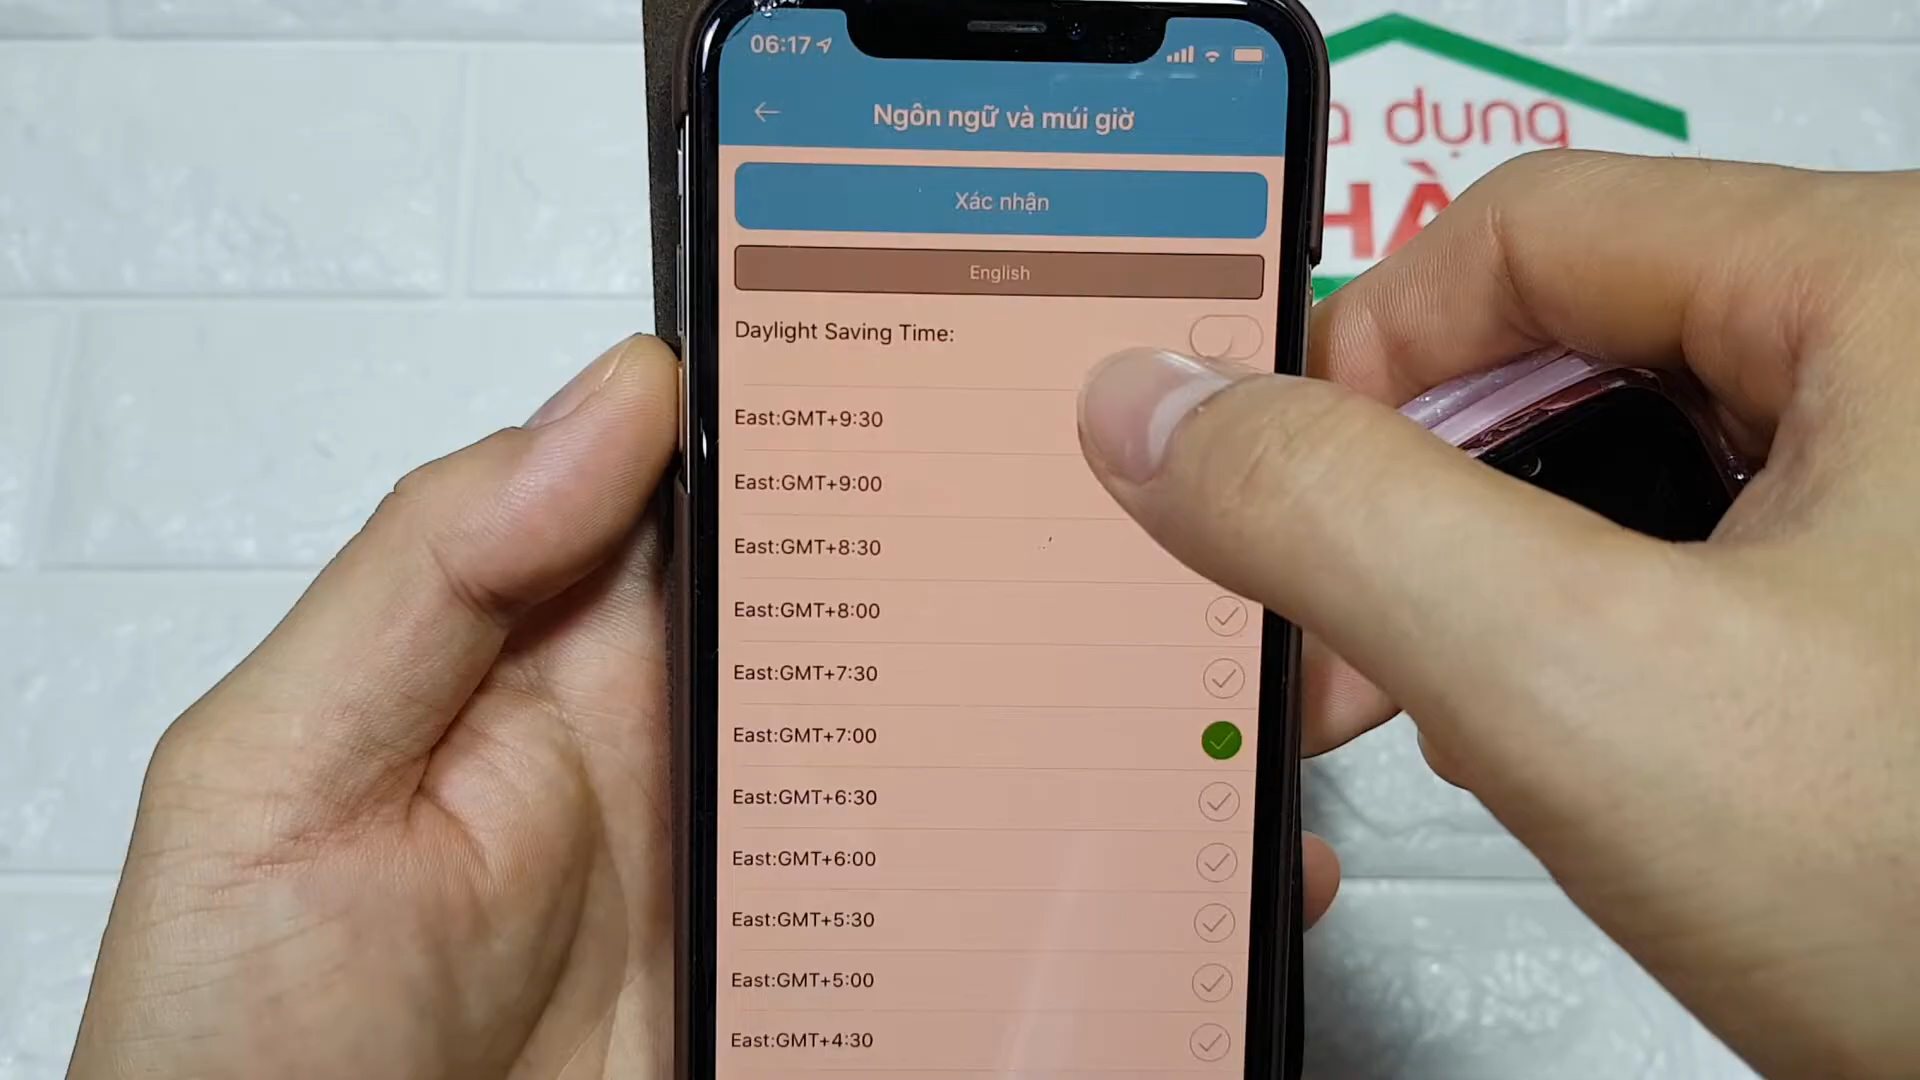 06:17
Ngôn ngữ và múi giờ
Xác nhận
English
Daylight Saving Time:
East:GMT+9:30
East:GMT+9:00
East:GMT+8:30
East:GMT+8:00
East:GMT+7:30
East:GMT+7:00
East:GMT+6:30
East:GMT+6:00
East:GMT+5:30
East:GMT+5:00
East:GMT+4:30
dụng